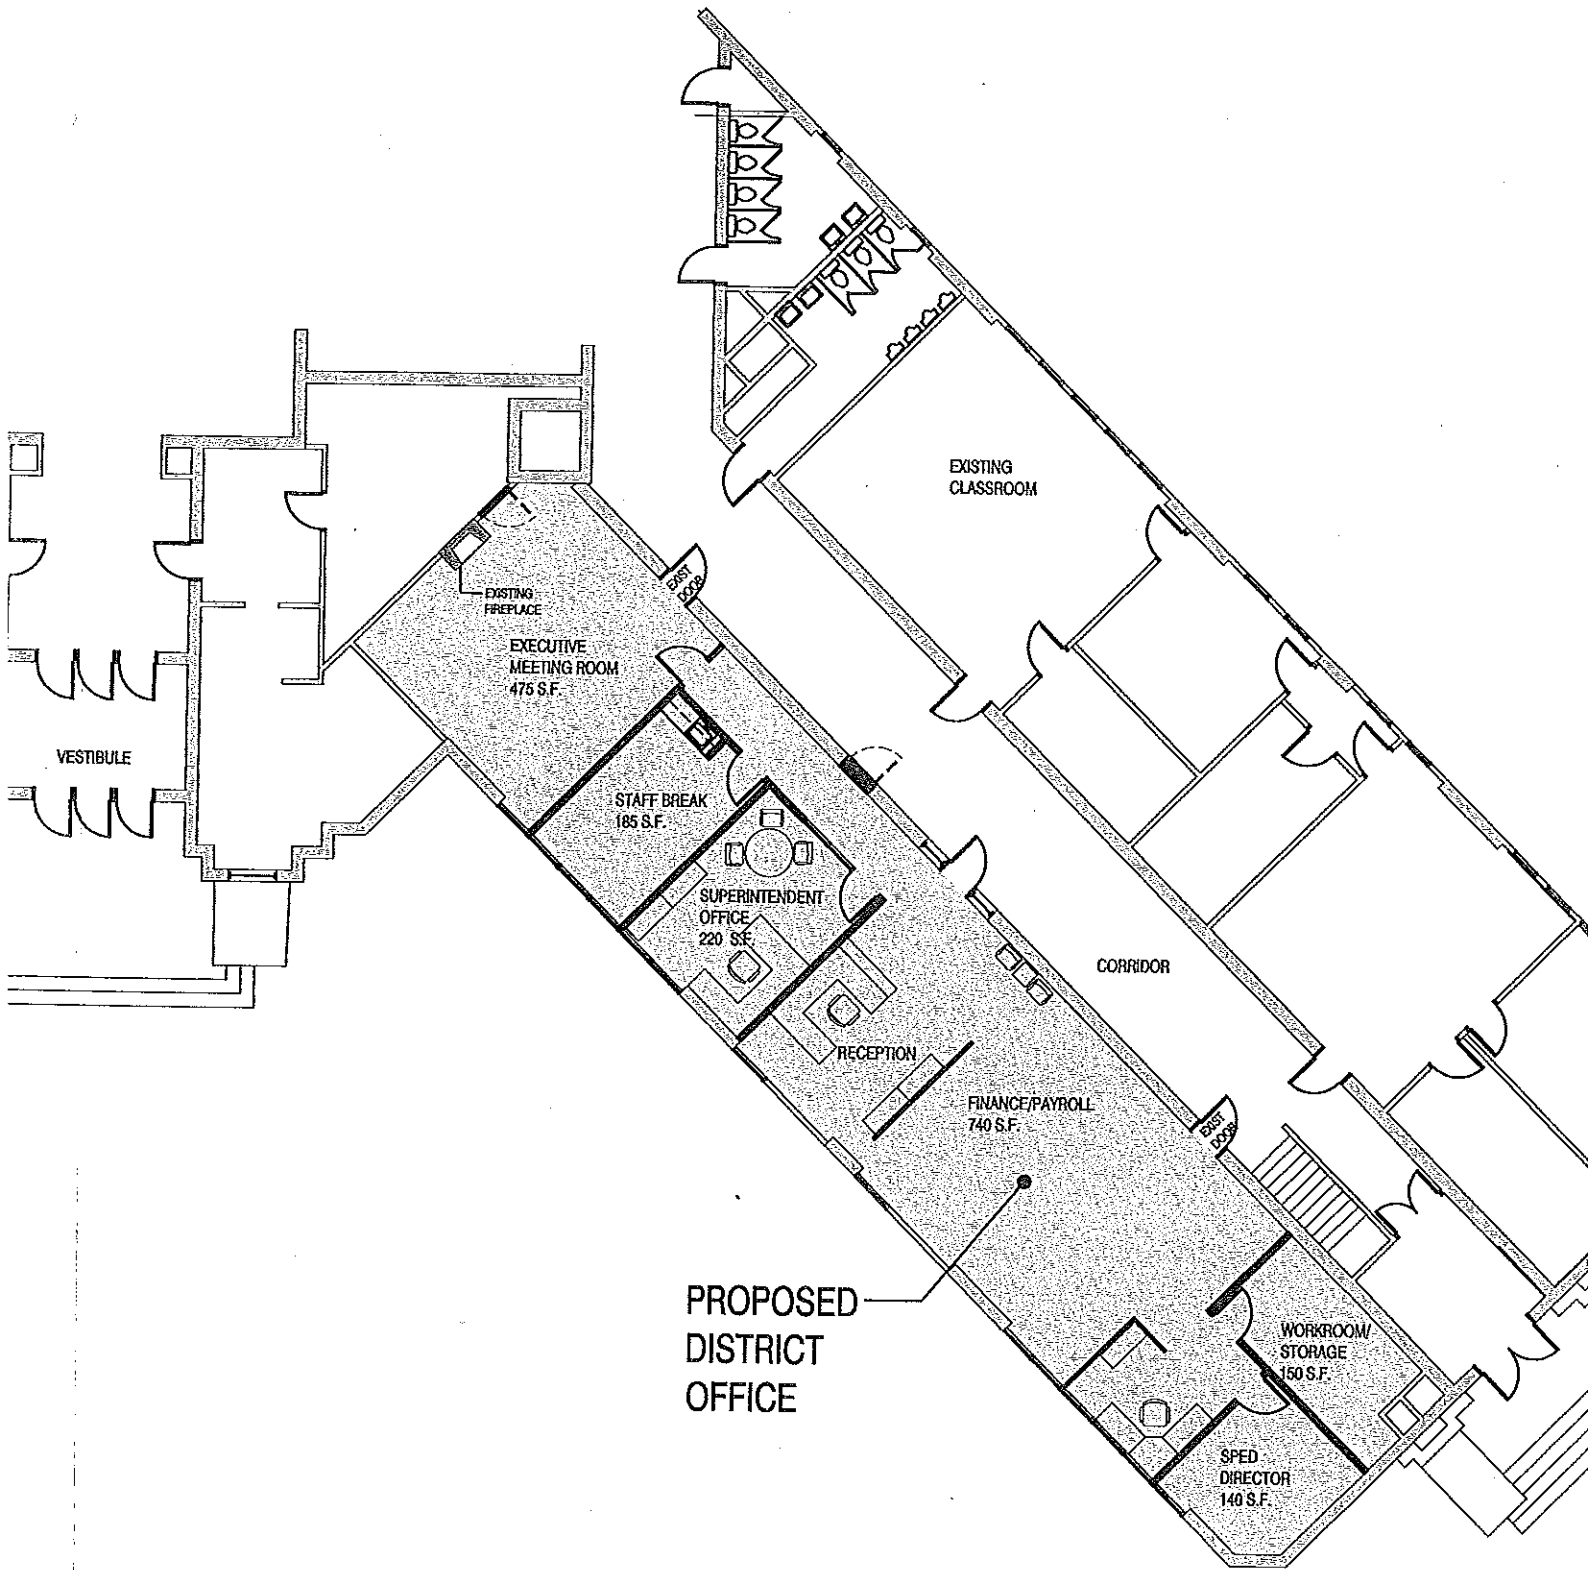 EXISTING
CLASSROOM
EXIST
DOOR
EXISTING
FIREPLACE
EXECUTIVE
MEETING ROOM
475 S.F.
VESTIBULE
STAFF BREAK
185 S.F.
SUPERINTENDENT
OFFICE
220 S.F.
CORRIDOR
RECEPTION
FINANCE/PAYROLL
740 S.F.
EXIST
DOOR
PROPOSED
DISTRICT
OFFICE
WORKROOM/
STORAGE
150 S.F.
SPED
DIRECTOR
140 S.F.